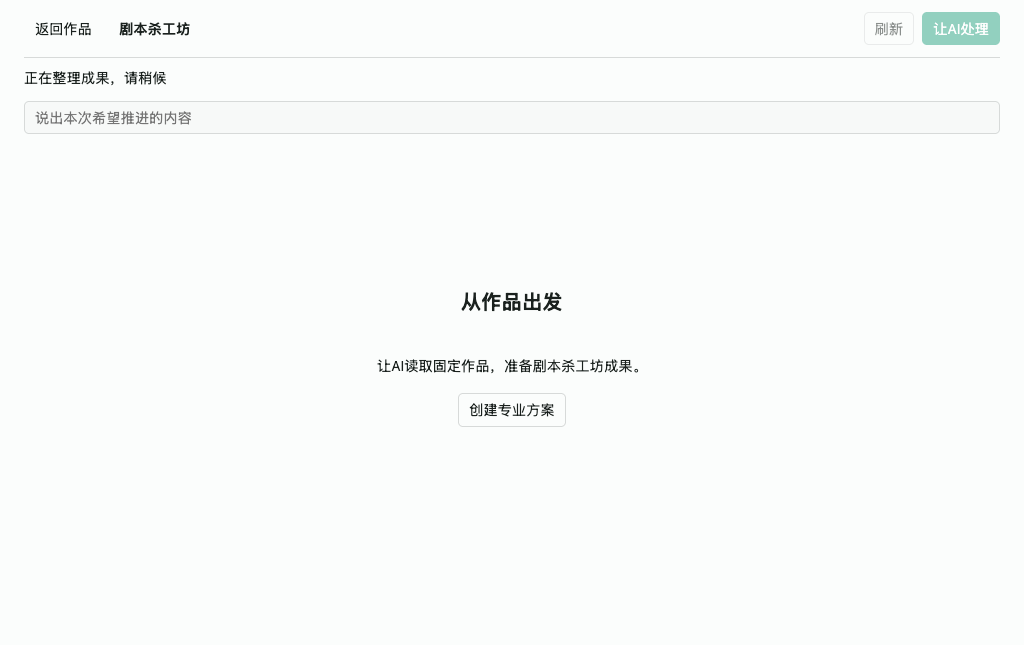 返回作品 剧本杀工坊 刷新 让AI处理
正在整理成果，请稍候
说出本次希望推进的内容
从作品出发
让AI读取固定作品，准备剧本杀工坊成果。
创建专业方案